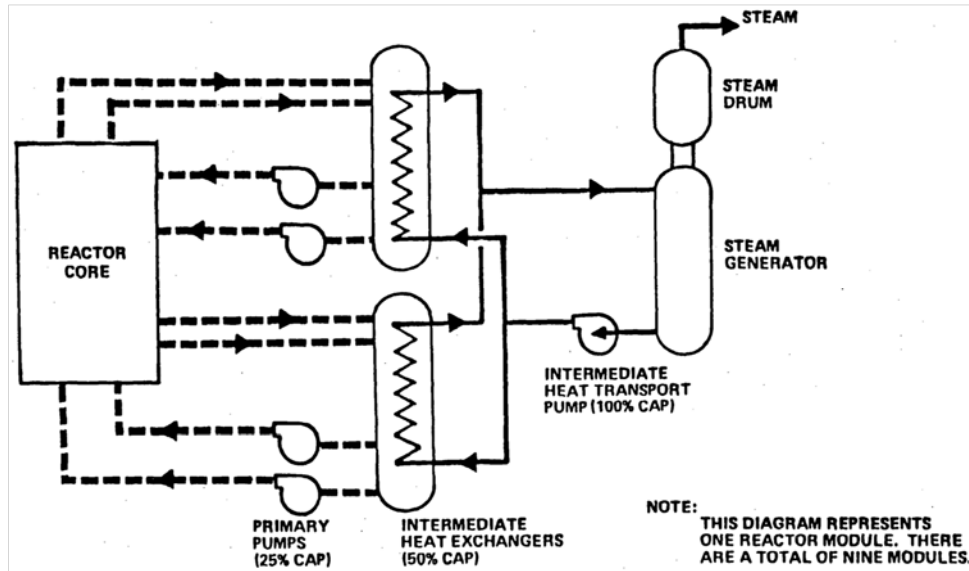 STEAM
STEAM
DRUM
REACTOR
CORE
STEAM
GENERATOR
INTERMEDIATE
HEAT TRANSPORT
PUMP (100% CAP)
PRIMARY
PUMPS
(25% CAP)
INTERMEDIATE
HEAT EXCHANGERS
(50% CAP)
NOTE:
THIS DIAGRAM REPRESENTS
ONE REACTOR MODULE. THERE
ARE A TOTAL OF NINE MODULES.